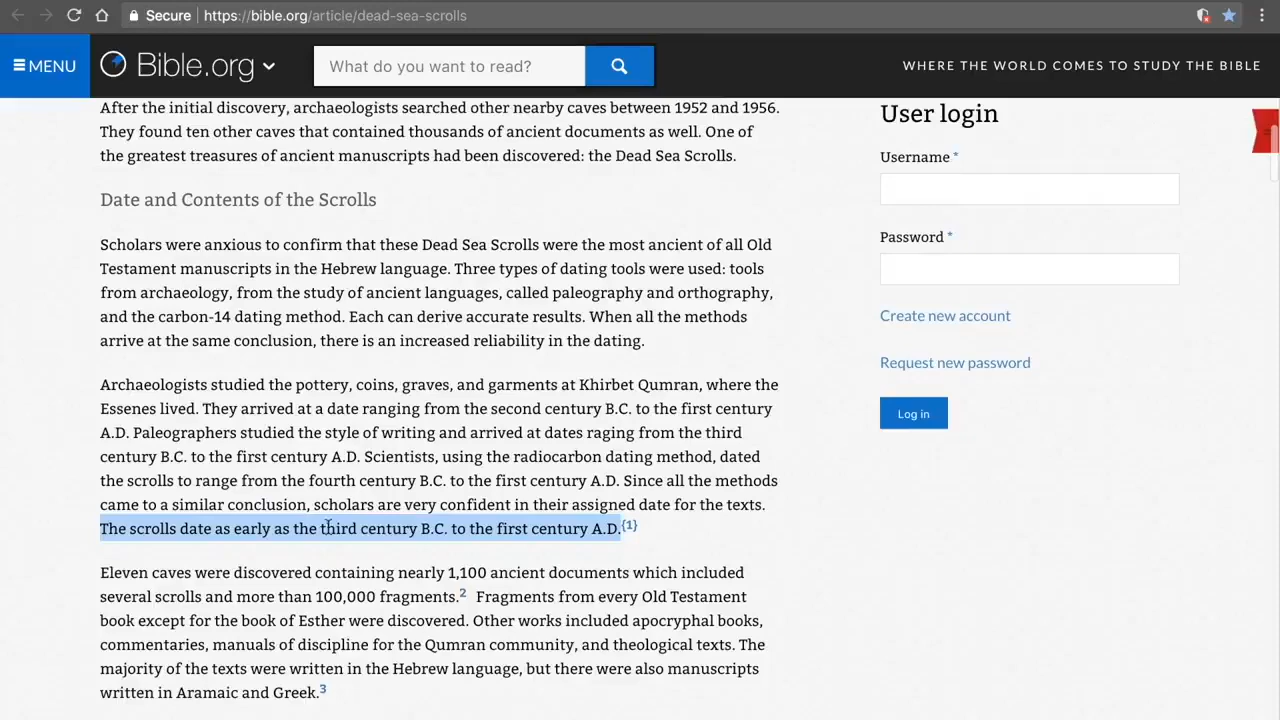 Secure
https://bible.org/article/dead-sea-scrolls
MENU
Bible.org
What do you want to read?
WHERE THE WORLD COMES TO STUDY THE BIBLE
After the initial discovery, archaeologists searched other nearby caves between 1952 and 1956.
They found ten other caves that contained thousands of ancient documents as well. One of
the greatest treasures of ancient manuscripts had been discovered: the Dead Sea Scrolls.
Date and Contents of the Scrolls
Scholars were anxious to confirm that these Dead Sea Scrolls were the most ancient of all Old
Testament manuscripts in the Hebrew language. Three types of dating tools were used: tools
from archaeology, from the study of ancient languages, called paleography and orthography,
and the carbon-14 dating method. Each can derive accurate results. When all the methods
arrive at the same conclusion, there is an increased reliability in the dating.
Archaeologists studied the pottery, coins, graves, and garments at Khirbet Qumran, where the
Essenes lived. They arrived at a date ranging from the second century B.C. to the first century
A.D. Paleographers studied the style of writing and arrived at dates raging from the third
century B.C. to the first century A.D. Scientists, using the radiocarbon dating method, dated
the scrolls to range from the fourth century B.C. to the first century A.D. Since all the methods
came to a similar conclusion, scholars are very confident in their assigned date for the texts.
The scrolls date as early as the third century B.C. to the first century A.D.{1}
Eleven caves were discovered containing nearly 1,100 ancient documents which included
several scrolls and more than 100,000 fragments.2 Fragments from every Old Testament
book except for the book of Esther were discovered. Other works included apocryphal books,
commentaries, manuals of discipline for the Qumran community, and theological texts. The
majority of the texts were written in the Hebrew language, but there were also manuscripts
written in Aramaic and Greek.3
User login
Username *
Password *
Create new account
Request new password
Log in